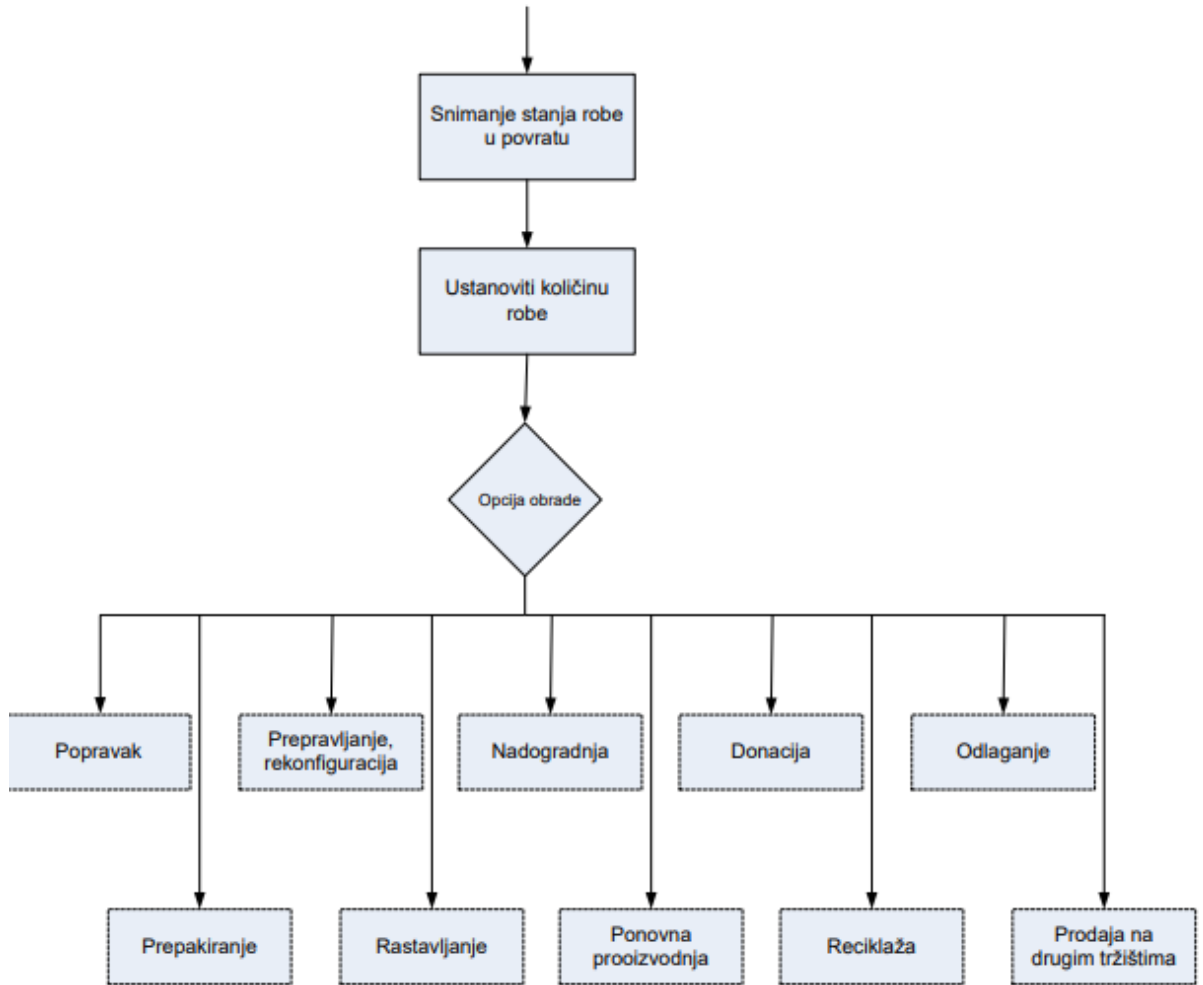 Snimanje stanja robe
u povratu
Ustanoviti količinu
robe
Opcija obrade
Popravak
Prepravljanje,
rekonfiguracija
Nadogradnja
Donacija
Odlaganje
Prepakiranje
Rastavljanje
Ponovna
prooizvodnja
Reciklaža
Prodaja na
drugim tržištima